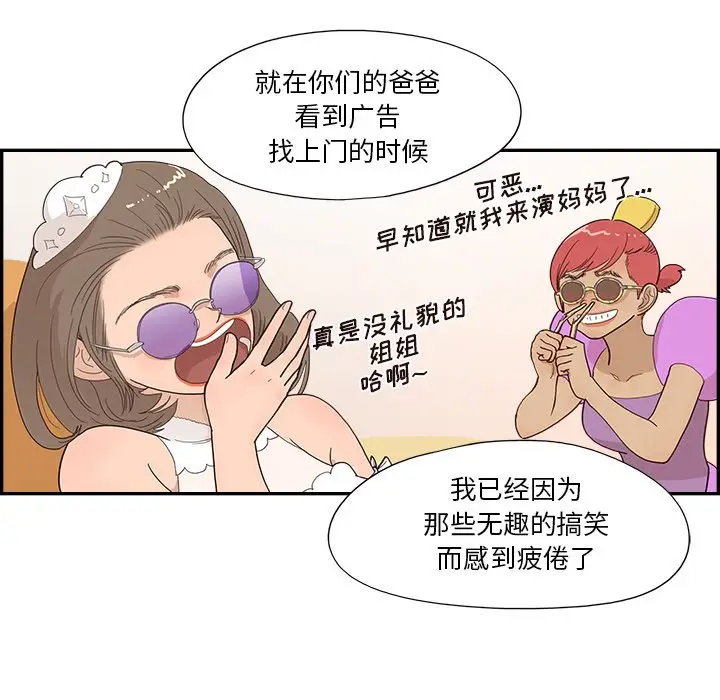 就在你们的爸爸
看到广告
找上门的时候
可恶...
早知道就我来演妈妈了...
真是没礼貌的
姐姐
哈啊~
我已经因为
那些无趣的搞笑
而感到疲倦了